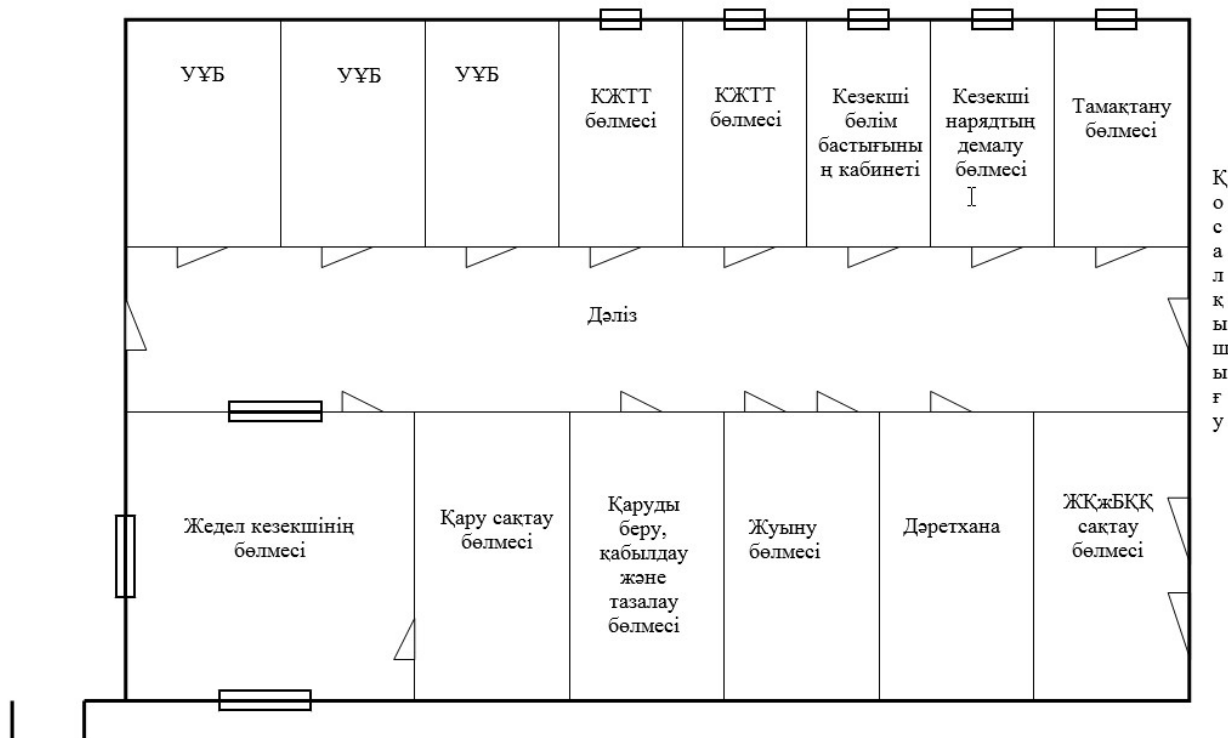 УҰБ
УҰБ
УҰБ
КЖТТ
бөлмесі
КЖТТ
бөлмесі
Кезекші
бөлім
бастығыны
ң кабинеті
Кезекші
нарядтың
демалу
бөлмесі
Тамақтану
бөлмесі
Қ
о
с
а
л
қ
ы
ш
ы
ғ
у
Дәліз
Жедел кезекшінің
бөлмесі
Қару сақтау
бөлмесі
Қаруды
беру,
қабылдау
және
тазалау
бөлмесі
Жуыну
бөлмесі
Дәретхана
ЖҚжБҚҚ
сақтау
бөлмесі